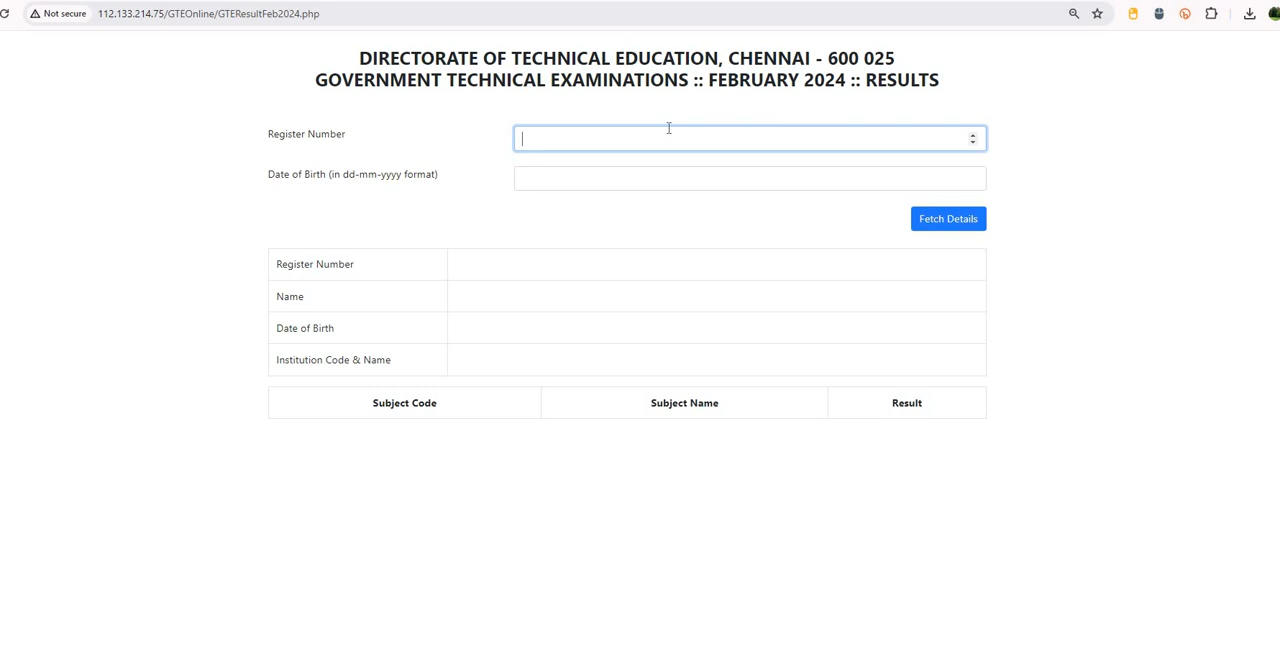 Not secure
112.133.214.75/GTEOnline/GTEResultFeb2024.php
DIRECTORATE OF TECHNICAL EDUCATION, CHENNAI - 600 025
GOVERNMENT TECHNICAL EXAMINATIONS :: FEBRUARY 2024 :: RESULTS
Register Number
Date of Birth (in dd-mm-yyyy format)
Fetch Details
Register Number
Name
Date of Birth
Institution Code & Name
Subject Code Subject Name Result